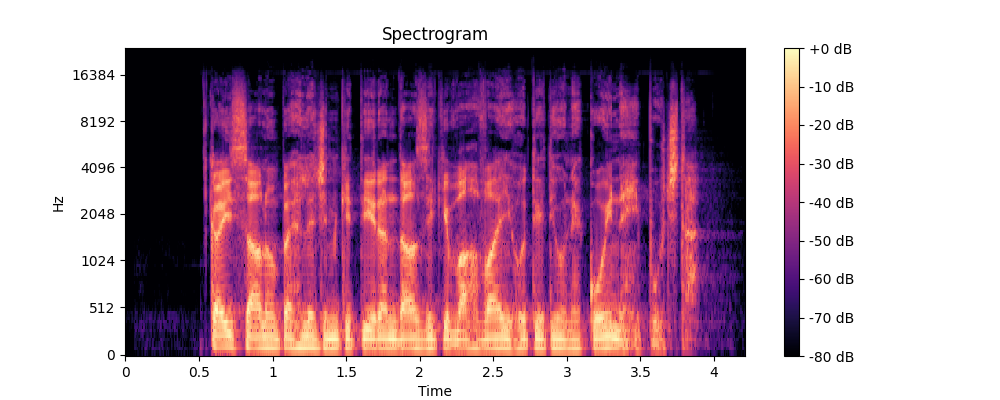 Spectrogram
Hz
16384
8192
4096
2048
1024
512
0
0 0.5 1 1.5 2 2.5 3 3.5 4
Time
+0 dB
-10 dB
-20 dB
-30 dB
-40 dB
-50 dB
-60 dB
-70 dB
-80 dB